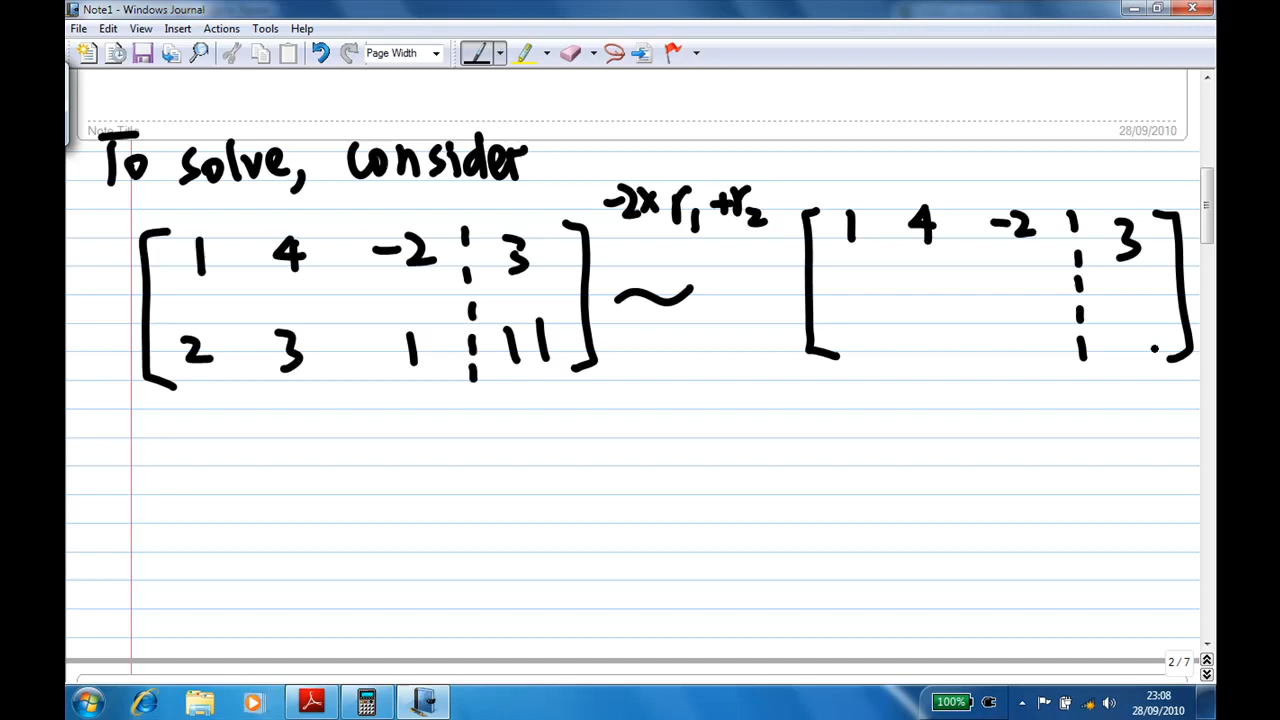 Note1 - Windows Journal
File Edit View Insert Actions Tools Help
Page Width
Note Title
28/09/2010
To solve, consider
-2x r1 + r2
1 4 -2 3
~
2 3 1 11
1 4 -2 3
2 / 7
100%
23:08
28/09/2010